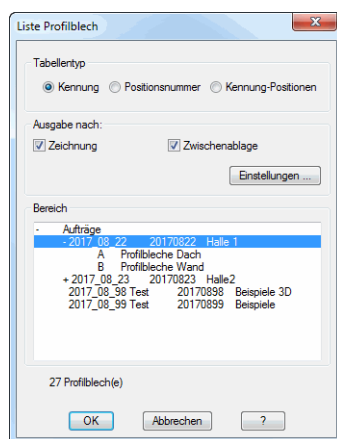 Liste Profilblech
Tabellentyp
Kennung Positionsnummer Kennung-Positionen
Ausgabe nach:
Zeichnung Zwischenablage
Einstellungen ...
Bereich
- Aufträge
- 2017_08_22 20170822 Halle 1
A Profilbleche Dach
B Profilbleche Wand
+ 2017_08_23 20170823 Halle2
2017_08_98 Test 20170898 Beispiele 3D
2017_08_99 Test 20170899 Beispiele
27 Profilblech(e)
OK Abbrechen ?